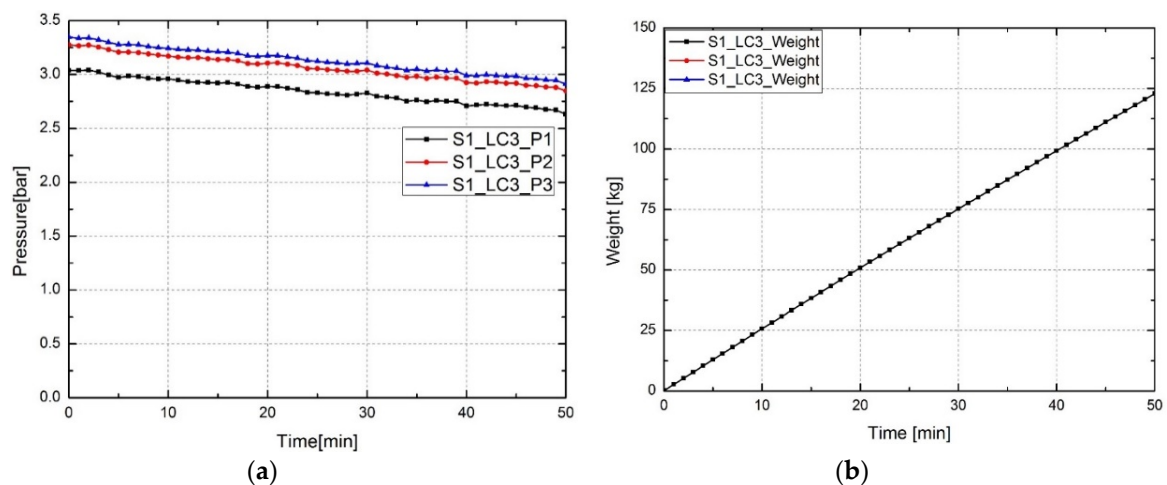 3.5
3.0
2.5
2.0
1.5
1.0
0.5
0.0
Pressure[bar]
S1_LC3_P1
S1_LC3_P2
S1_LC3_P3
0 10 20 30 40 50
Time[min]
(a)
150
125
100
75
50
25
0
Weight [kg]
S1_LC3_Weight
S1_LC3_Weight
S1_LC3_Weight
0 10 20 30 40 50
Time [min]
(b)